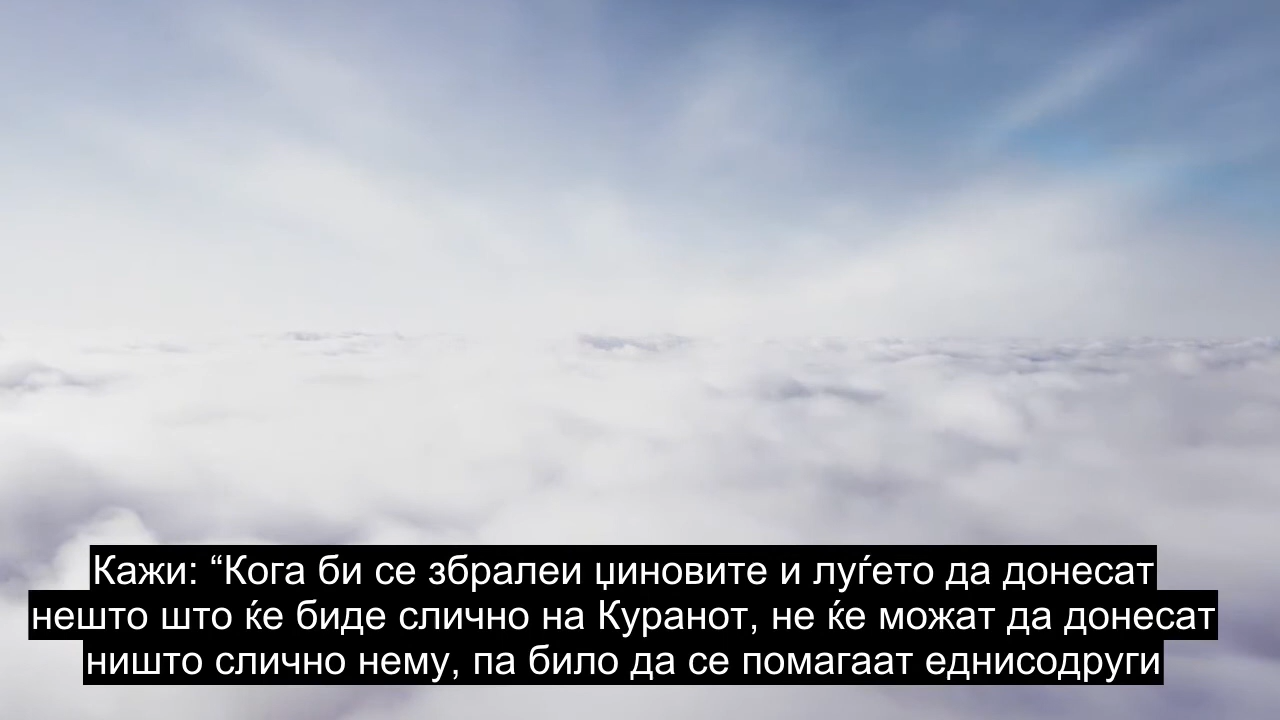 Кажи: “Кога би се збралеи џиновите и луѓето да донесат
нешто што ќе биде слично на Куранот, не ќе можат да донесат
ништо слично нему, па било да се помагаат еднисодруги